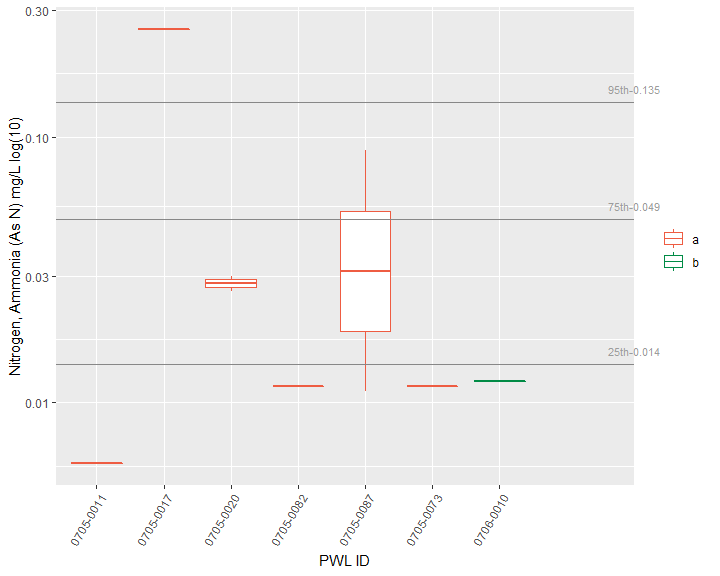 0.30
95th-0.135
0.10
75th-0.049
0.03
25th-0.014
0.01
Nitrogen, Ammonia (As N) mg/L log(10)
a
b
0705-0011
0705-0017
0705-0020
0705-0082
0705-0087
0705-0073
0706-0010
PWL ID